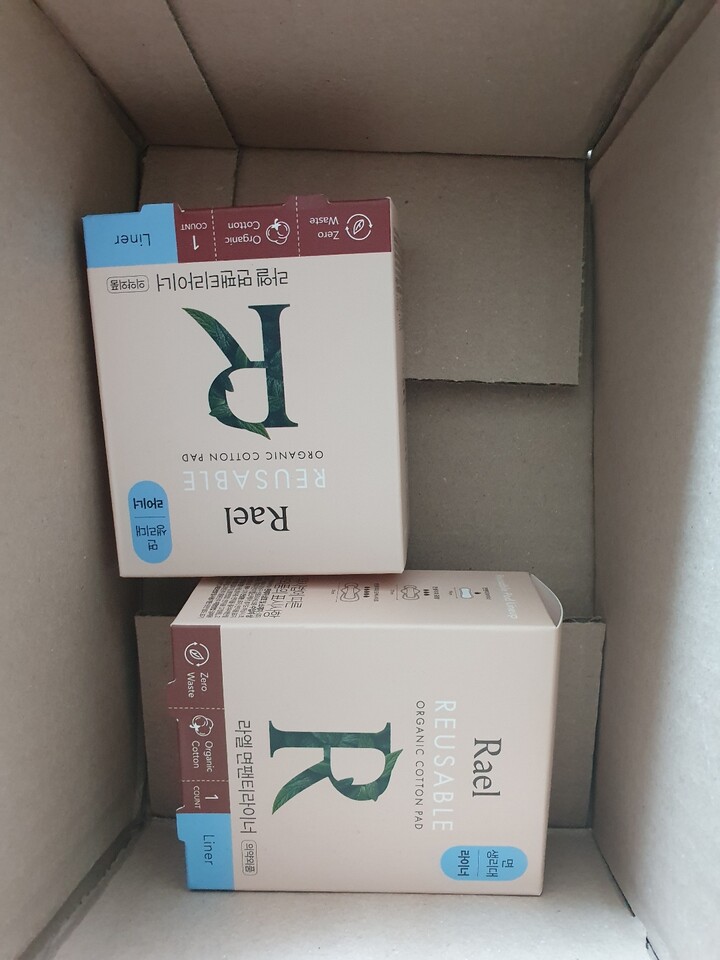 Rael
REUSABLE
ORGANIC COTTON PAD
면
생리대
라이너
라엘 면팬티라이너
의약외품
Zero
Waste
Organic
Cotton
1
COUNT
Liner
Rael
REUSABLE
ORGANIC COTTON PAD
면
생리대
라이너
라엘 면팬티라이너
의약외품
Zero
Waste
Organic
Cotton
1
COUNT
Liner